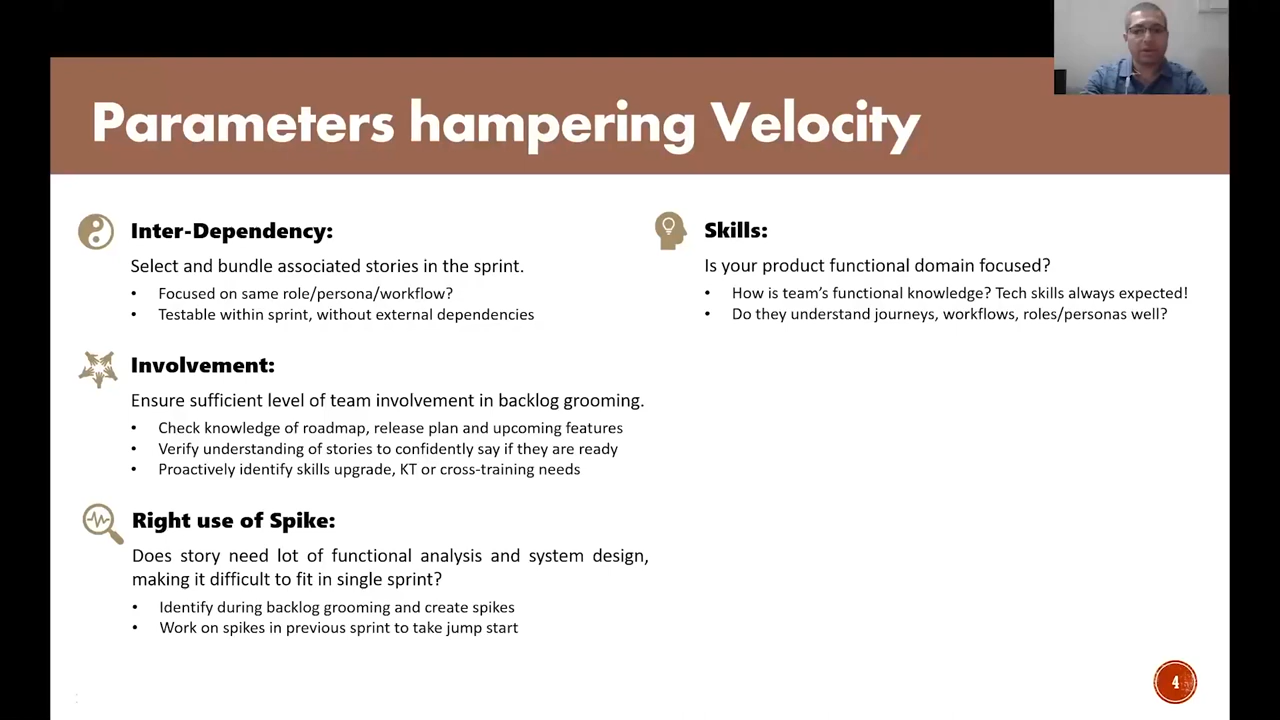 Parameters hampering Velocity
Inter-Dependency:
Select and bundle associated stories in the sprint.
• Focused on same role/persona/workflow?
• Testable within sprint, without external dependencies
Involvement:
Ensure sufficient level of team involvement in backlog grooming.
• Check knowledge of roadmap, release plan and upcoming features
• Verify understanding of stories to confidently say if they are ready
• Proactively identify skills upgrade, KT or cross-training needs
Right use of Spike:
Does story need lot of functional analysis and system design,
making it difficult to fit in single sprint?
• Identify during backlog grooming and create spikes
• Work on spikes in previous sprint to take jump start
Skills:
Is your product functional domain focused?
• How is team’s functional knowledge? Tech skills always expected!
• Do they understand journeys, workflows, roles/personas well?
4